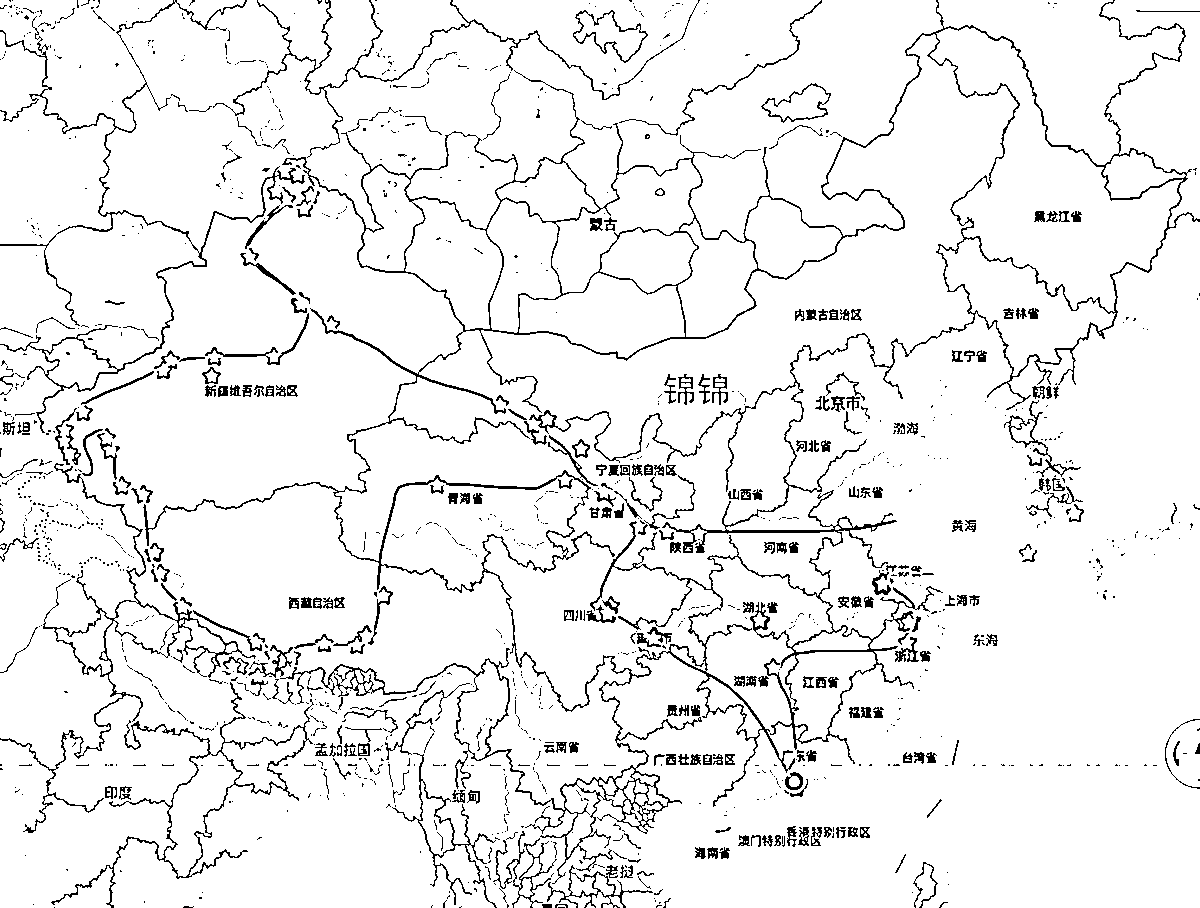 蒙古
黑龙江省
内蒙古自治区
吉林省
辽宁省
新疆维吾尔自治区
锦锦
北京市
朝鲜
斯坦
渤海
河北省
宁夏回族自治区
青海省
山西省
山东省
韩国
甘肃省
黄海
陕西省
河南省
西藏自治区
四川省
湖北省
安徽省
上海市
东海
浙江省
湖南省
江西省
贵州省
福建省
孟加拉国
云南省
广西壮族自治区
广东省
台湾省
印度
缅甸
香港特别行政区
澳门特别行政区
海南省
老挝